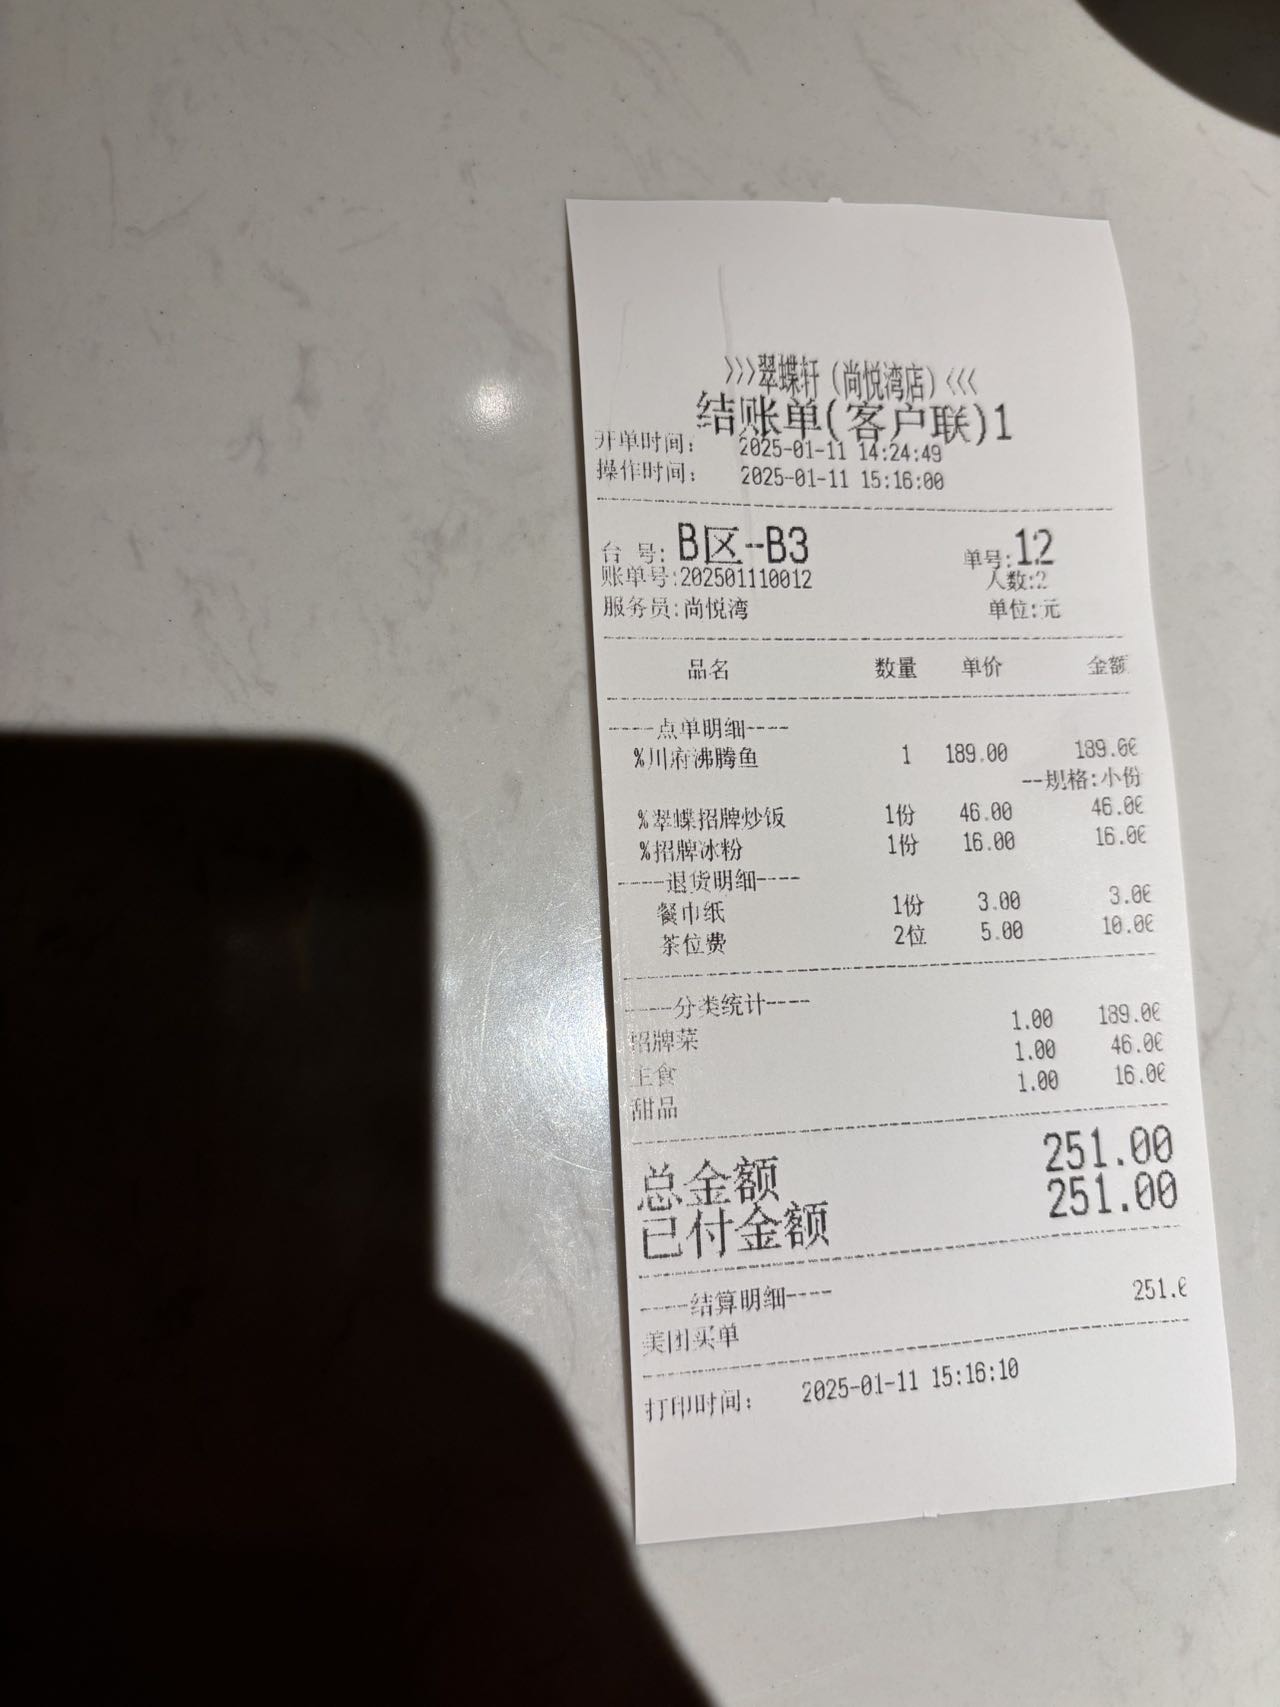 >>>翠蝶轩（尚悦湾店）<<<
结账单(客户联)1
开单时间： 2025-01-11 14:24:49
操作时间： 2025-01-11 15:16:00
台 号: B区-B3 单号:12
账单号:202501110012 人数:2
服务员:尚悦湾 单位:元
品名 数量 单价 金额
----点单明细----
%川府沸腾鱼 1 189.00 189.00
--规格:小份
%翠蝶招牌炒饭 1份 46.00 46.00
%招牌冰粉 1份 16.00 16.00
----退货明细----
餐巾纸 1份 3.00 3.00
茶位费 2位 5.00 10.00
----分类统计----
招牌菜 1.00 189.00
主食 1.00 46.00
甜品 1.00 16.00
总金额 251.00
已付金额 251.00
----结算明细----
美团买单 251.0
打印时间： 2025-01-11 15:16:10